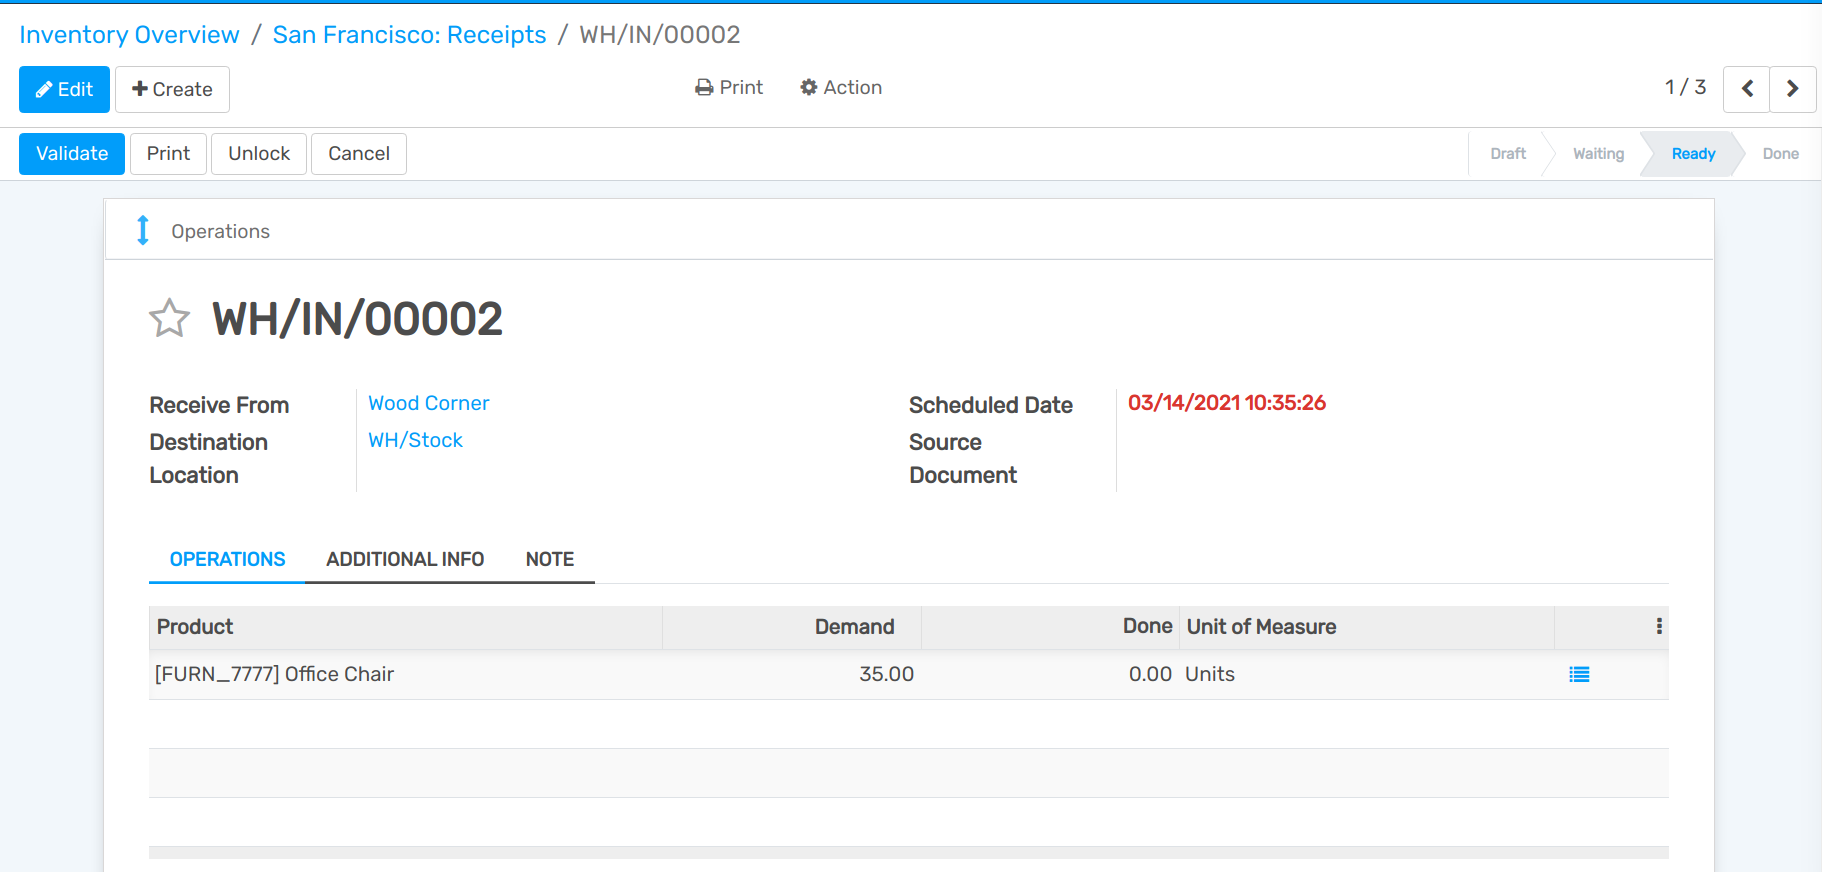 Inventory Overview / San Francisco: Receipts / WH/IN/00002
Edit Create Print Action 1 / 3
Validate Print Unlock Cancel Draft Waiting Ready Done
Operations
WH/IN/00002
Receive From Wood Corner Scheduled Date 03/14/2021 10:35:26
Destination WH/Stock Source
Location Document
OPERATIONS ADDITIONAL INFO NOTE
Product Demand Done Unit of Measure
[FURN_7777] Office Chair 35.00 0.00 Units